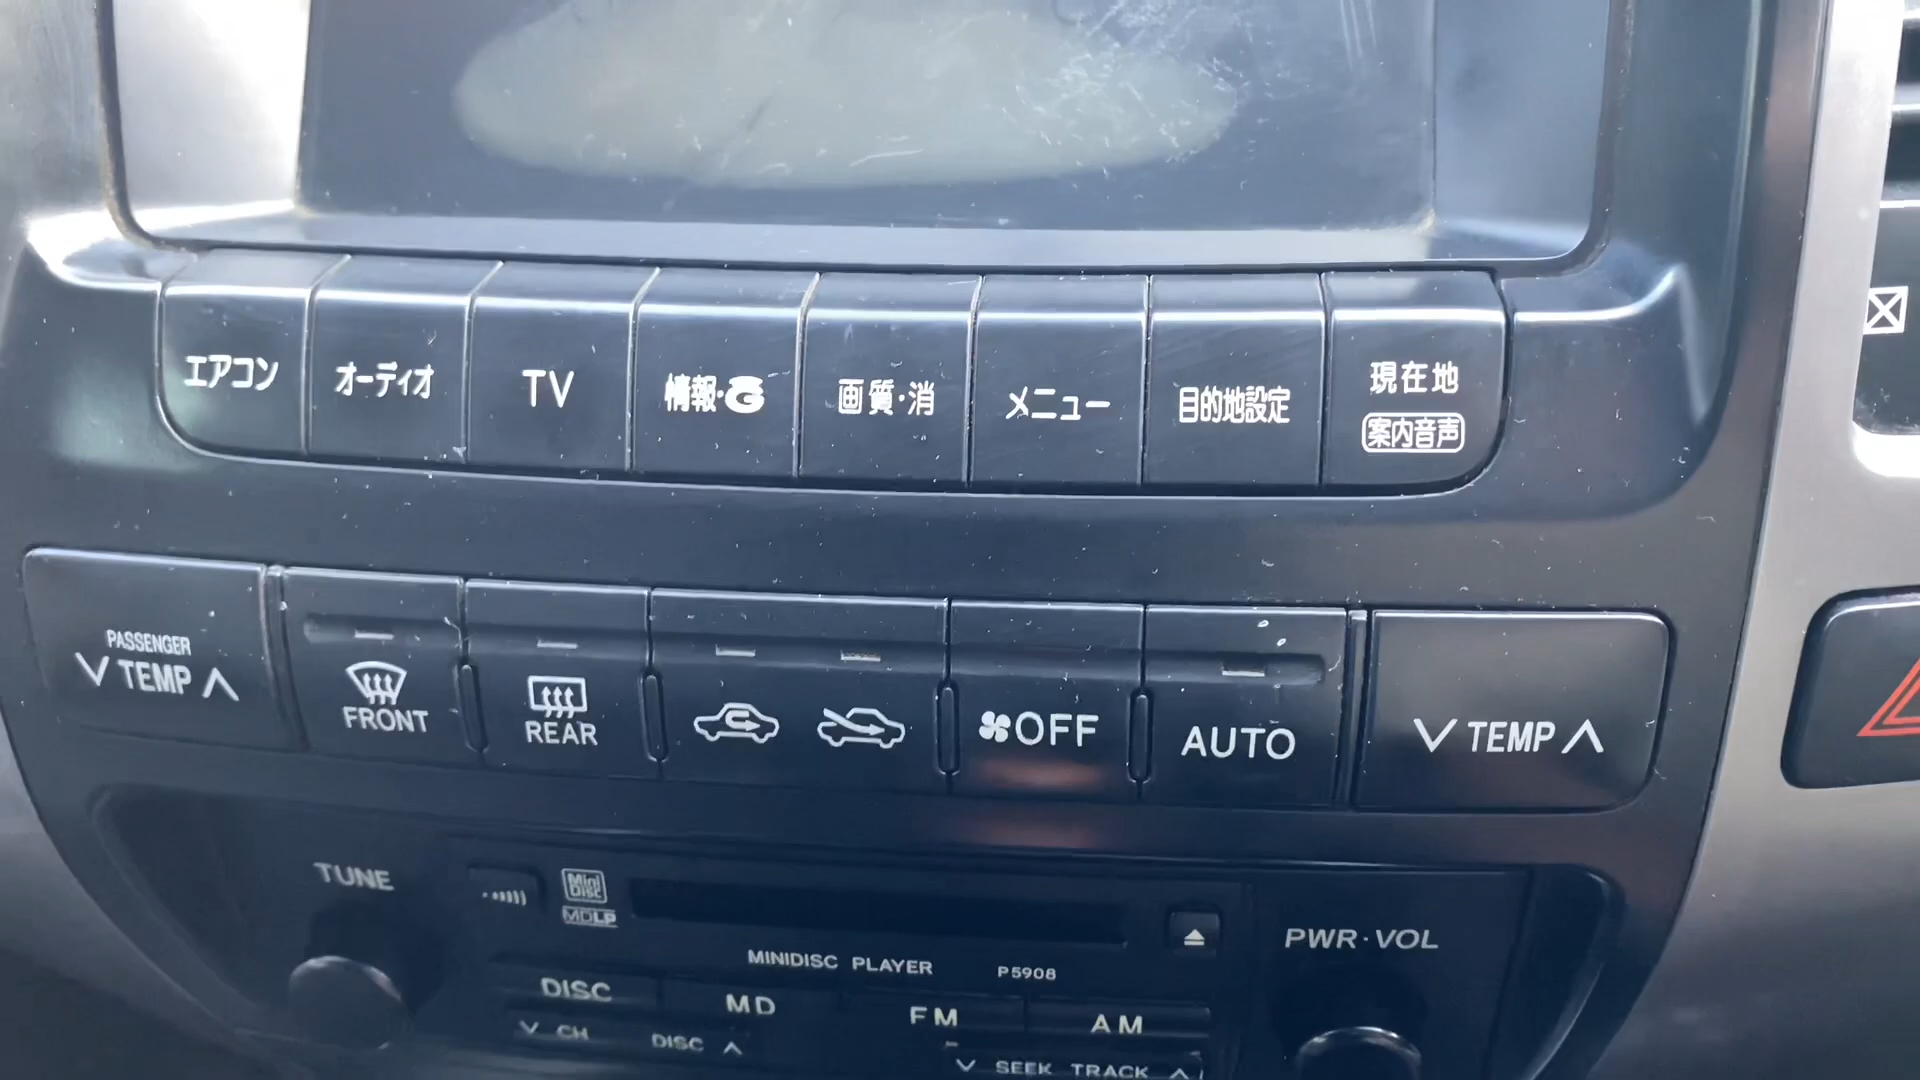 エアコン
オーディオ
TV
情報・G
画質・消
メニュー
目的地設定
現在地
案内音声
PASSENGER
∨ TEMP ∧
FRONT
REAR
OFF
AUTO
∨ TEMP ∧
TUNE
Mini Disc
MDLP
MINIDISC PLAYER P5908
PWR・VOL
DISC
MD
FM
AM
∨ CH DISC ∧
∨ SEEK TRACK ∧